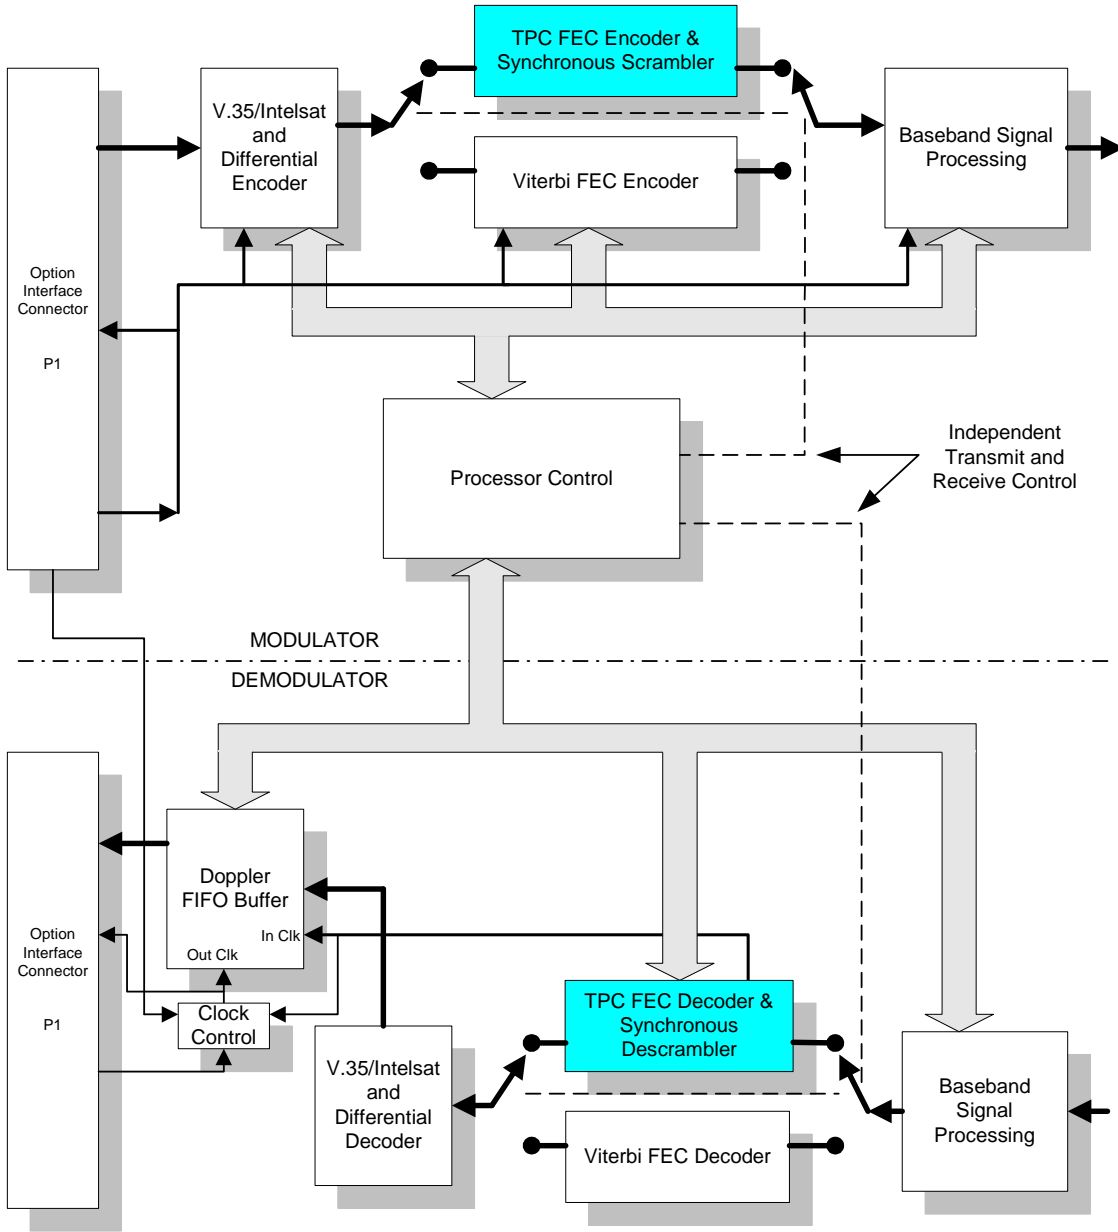 TPC FEC Encoder &
Synchronous Scrambler
V.35/Intelsat
and
Differential
Encoder
Viterbi FEC Encoder
Baseband Signal
Processing
Option
Interface
Connector
P1
Processor Control
Independent
Transmit and
Receive Control
MODULATOR
DEMODULATOR
Doppler
FIFO Buffer
In Clk
Out Clk
Option
Interface
Connector
P1
Clock
Control
TPC FEC Decoder &
Synchronous
Descrambler
V.35/Intelsat
and
Differential
Decoder
Viterbi FEC Decoder
Baseband
Signal
Processing